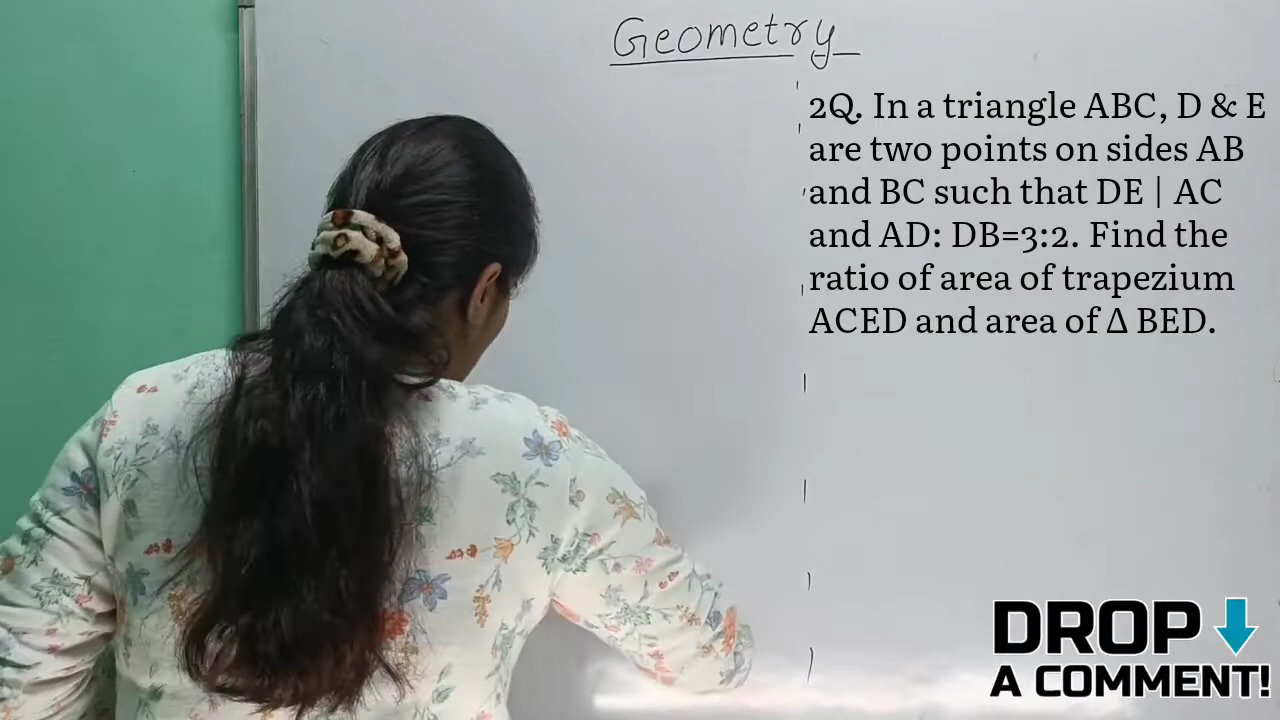 Geometry
2Q. In a triangle ABC, D & E
are two points on sides AB
and BC such that DE | AC
and AD: DB=3:2. Find the
ratio of area of trapezium
ACED and area of Δ BED.
DROP
A COMMENT!